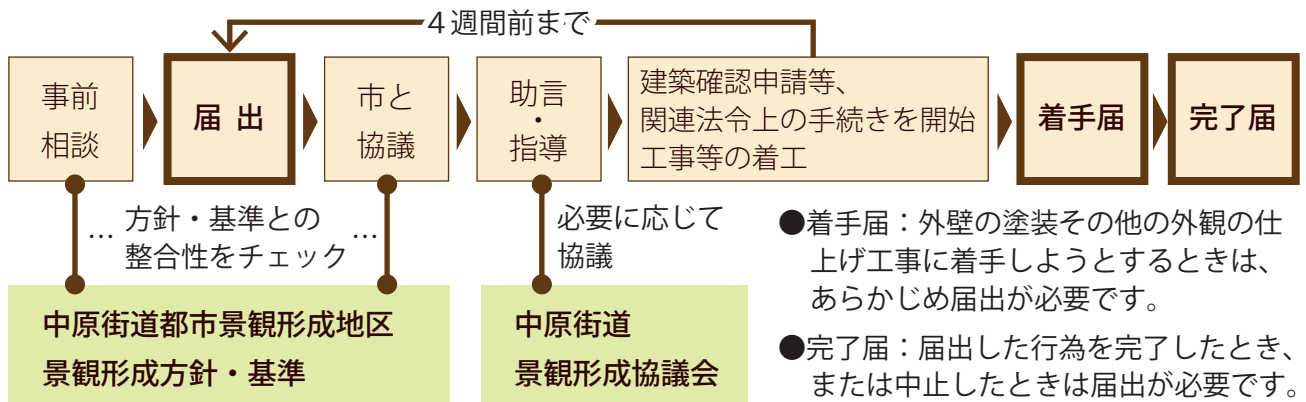 ４週間前まで
事前
相談
届 出
市と
協議
助言
・
指導
建築確認申請等、
関連法令上の手続きを開始
工事等の着工
着手届
完了届
… 方針・基準との
整合性をチェック …
必要に応じて
協議
中原街道都市景観形成地区
景観形成方針・基準
中原街道
景観形成協議会
●着手届：外壁の塗装その他の外観の仕
上げ工事に着手しようとするときは、
あらかじめ届出が必要です。
●完了届：届出した行為を完了したとき、
または中止したときは届出が必要です。